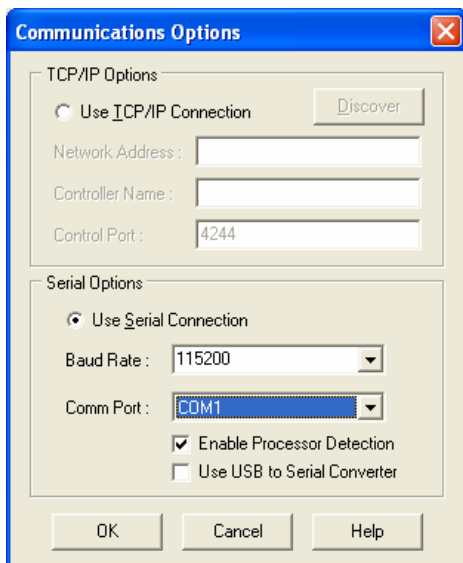 Communications Options
TCP/IP Options
Use TCP/IP Connection
Discover
Network Address :
Controller Name :
Control Port :
4244
Serial Options
Use Serial Connection
Baud Rate :
115200
Comm Port :
COM1
Enable Processor Detection
Use USB to Serial Converter
OK
Cancel
Help